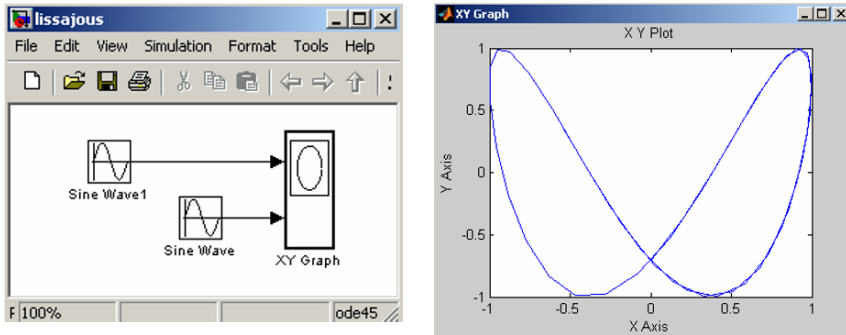 lissajous
File Edit View Simulation Format Tools Help
Sine Wave1
Sine Wave
XY Graph
100%
ode45
XY Graph
X Y Plot
Y Axis
1
0.5
0
-0.5
-1
-1 -0.5 0 0.5 1
X Axis